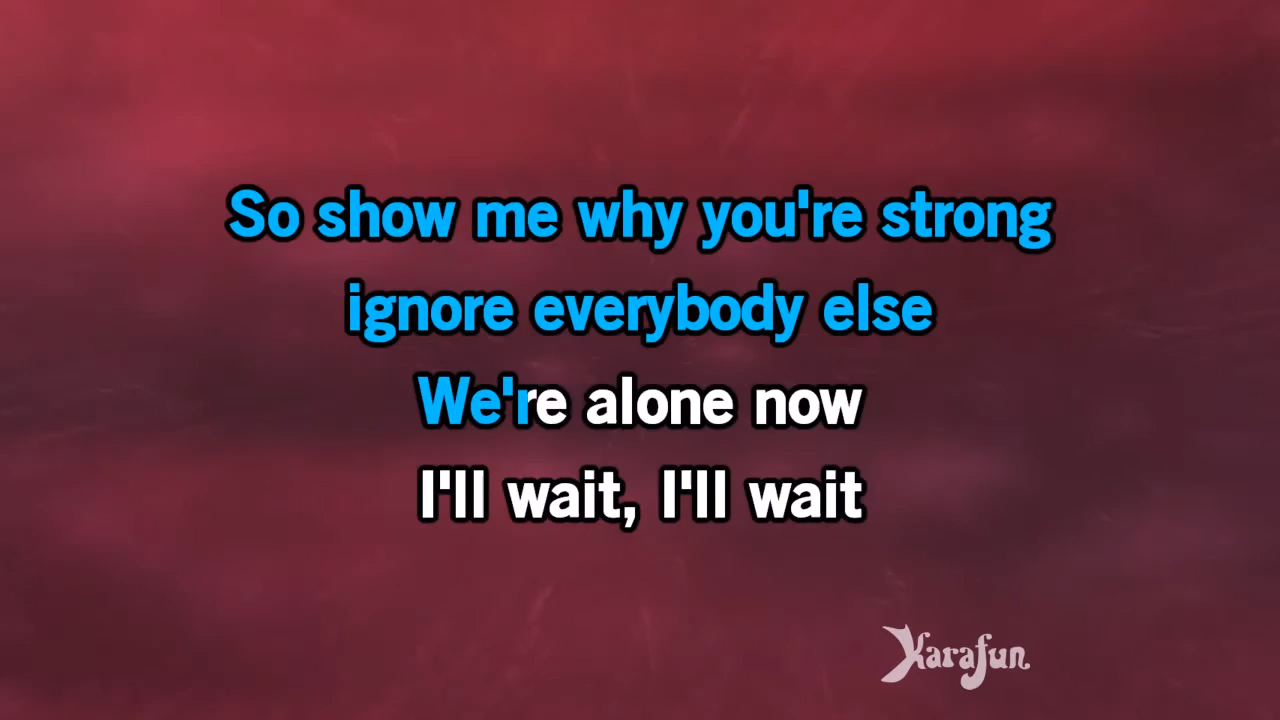 So show me why you're strong
ignore everybody else
We're alone now
I'll wait, I'll wait
Karafun